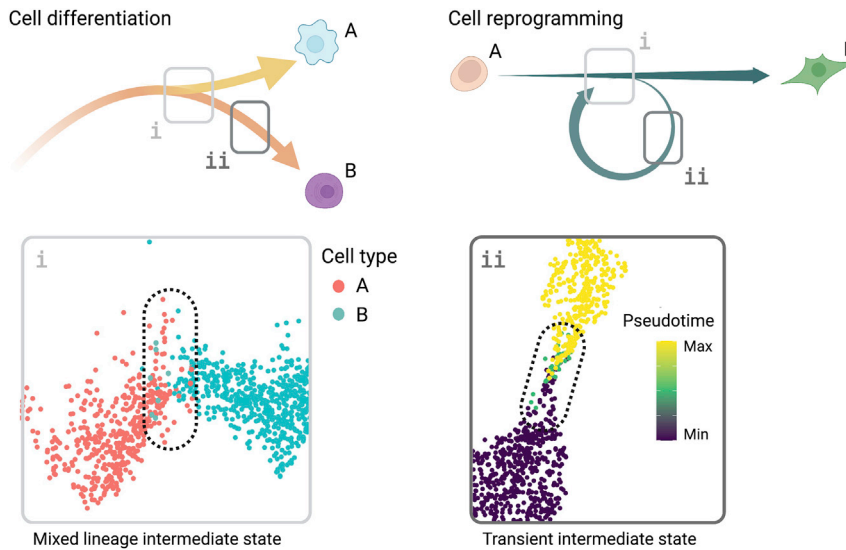 Cell differentiation
A
i
ii
B
Cell reprogramming
i
A
ii
i
Cell type
A
B
Mixed lineage intermediate state
ii
Pseudotime
Max
Min
Transient intermediate state